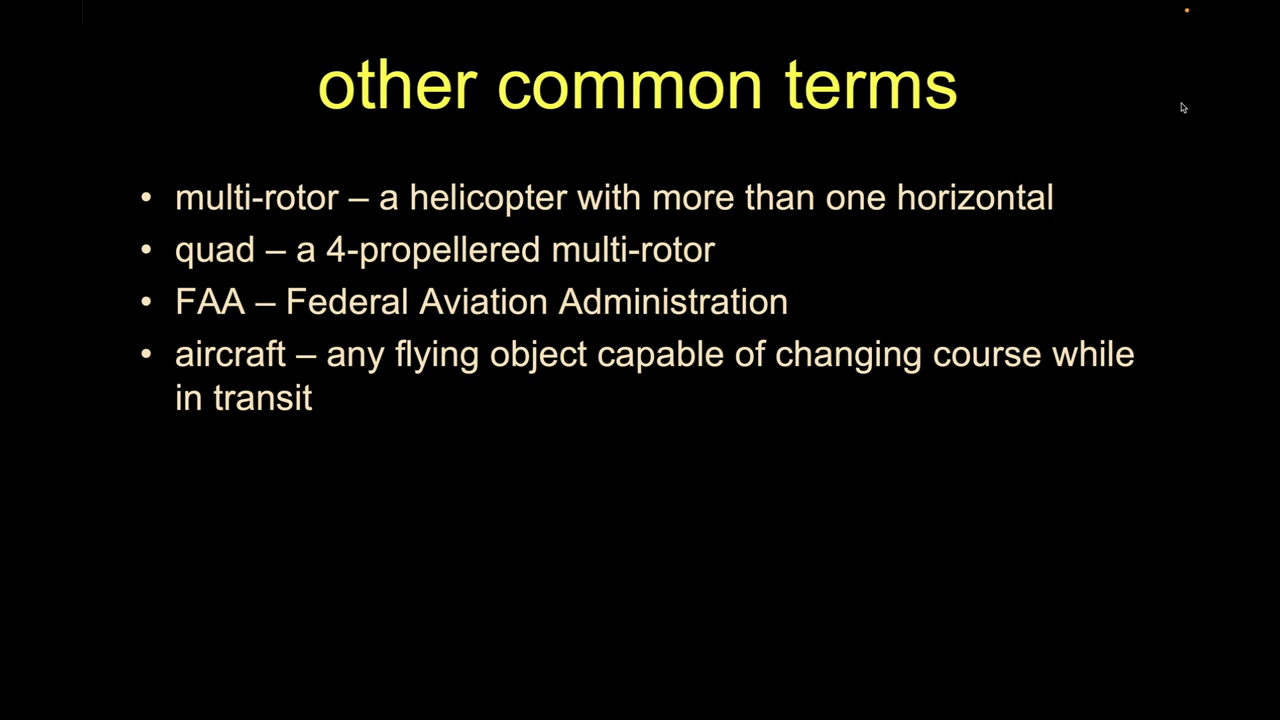 other common terms
• multi-rotor – a helicopter with more than one horizontal
• quad – a 4-propellered multi-rotor
• FAA – Federal Aviation Administration
• aircraft – any flying object capable of changing course while
in transit